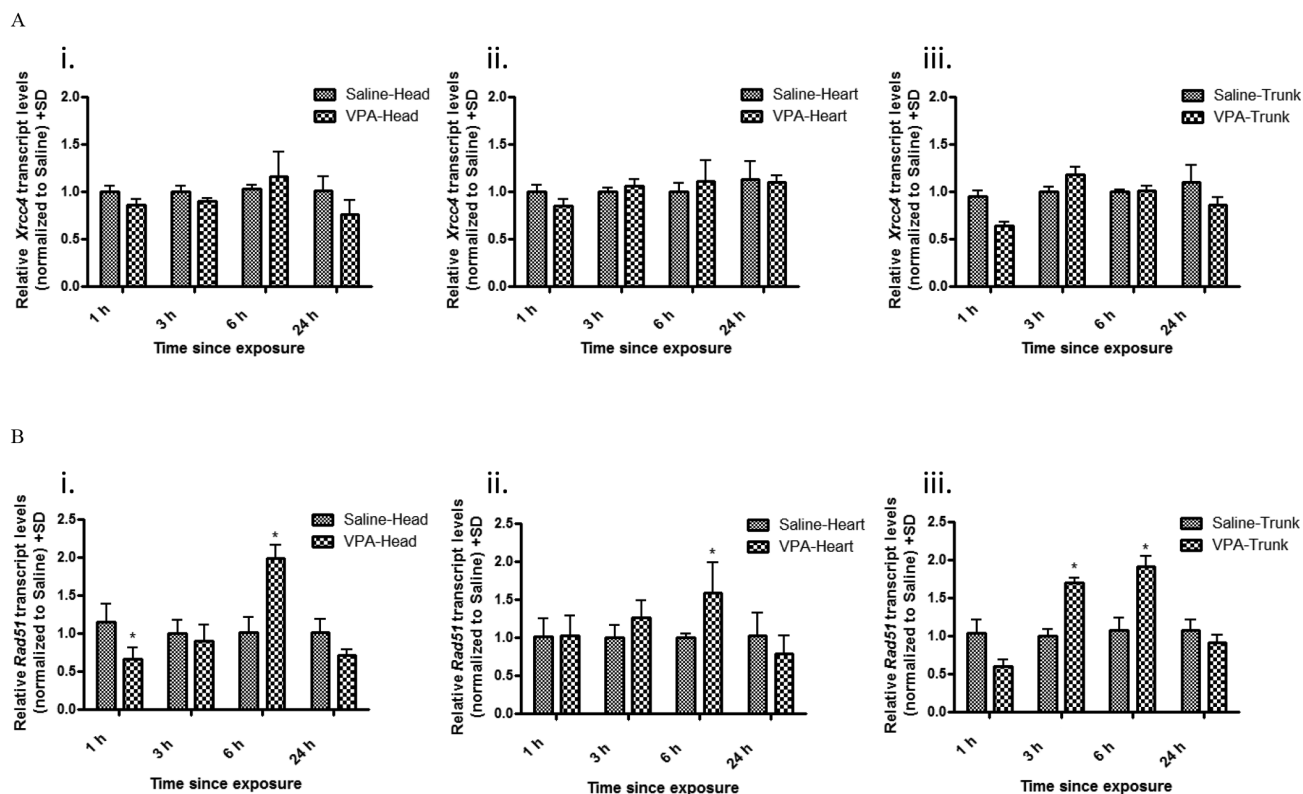 A
i.
Relative Xrcc4 transcript levels
(normalized to Saline) +SD
2.0
1.5
1.0
0.5
0.0
Saline-Head
VPA-Head
1 h
3 h
6 h
24 h
Time since exposure
ii.
Relative Xrcc4 transcript levels
(normalized to Saline) +SD
2.0
1.5
1.0
0.5
0.0
Saline-Heart
VPA-Heart
1 h
3 h
6 h
24 h
Time since exposure
iii.
Relative Xrcc4 transcript levels
(normalized to Saline) +SD
2.0
1.5
1.0
0.5
0.0
Saline-Trunk
VPA-Trunk
1 h
3 h
6 h
24 h
Time since exposure
B
i.
Relative Rad51 transcript levels
(normalized to Saline) +SD
2.5
2.0
1.5
1.0
0.5
0.0
Saline-Head
VPA-Head
*
*
1 h
3 h
6 h
24 h
Time since exposure
ii.
Relative Rad51 transcript levels
(normalized to Saline) +SD
2.5
2.0
1.5
1.0
0.5
0.0
Saline-Heart
VPA-Heart
*
1 h
3 h
6 h
24 h
Time since exposure
iii.
Relative Rad51 transcript levels
(normalized to Saline) +SD
2.5
2.0
1.5
1.0
0.5
0.0
Saline-Trunk
VPA-Trunk
*
*
1 h
3 h
6 h
24 h
Time since exposure